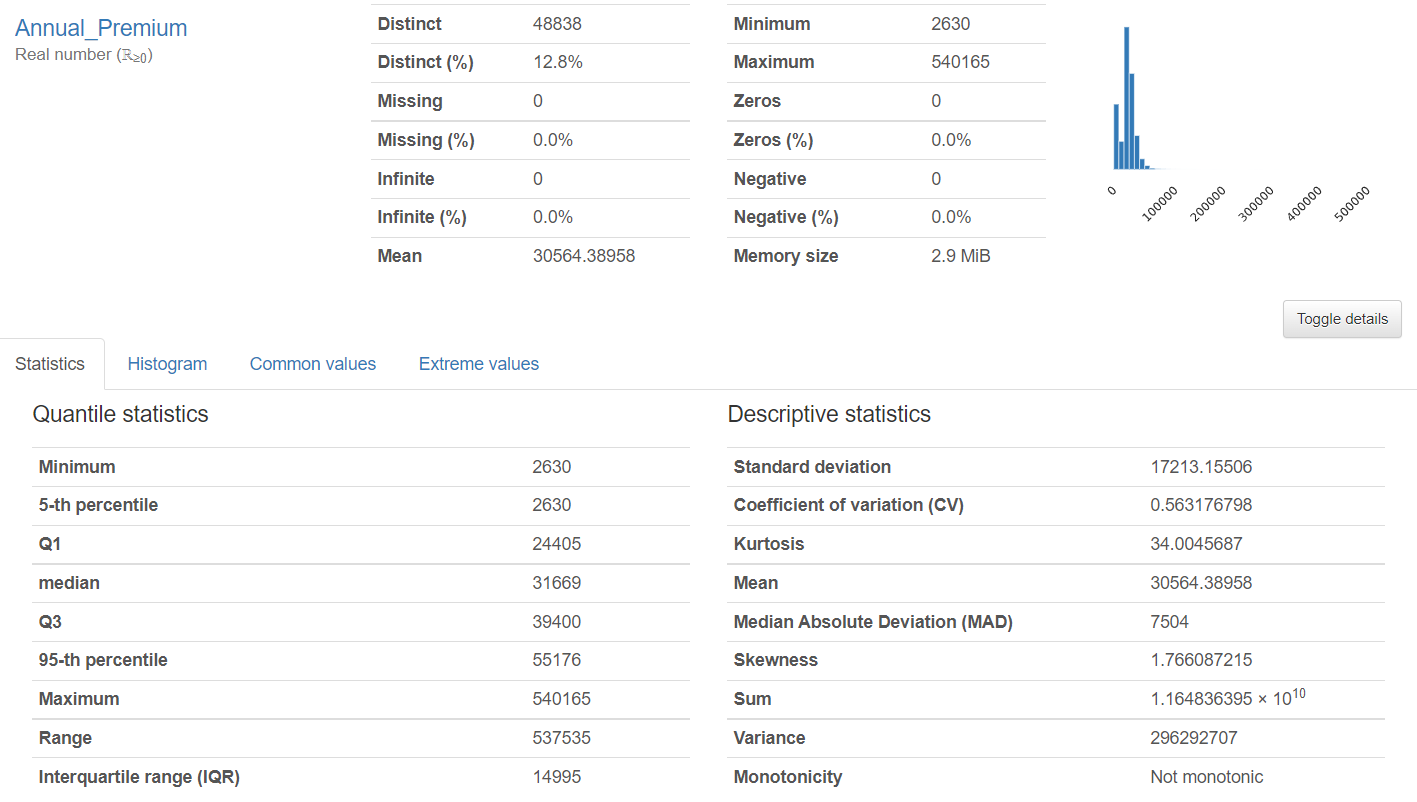 Annual_Premium
Real number (ℝ≥0)
Distinct 48838
Distinct (%) 12.8%
Missing 0
Missing (%) 0.0%
Infinite 0
Infinite (%) 0.0%
Mean 30564.38958
Minimum 2630
Maximum 540165
Zeros 0
Zeros (%) 0.0%
Negative 0
Negative (%) 0.0%
Memory size 2.9 MiB
0 100000 200000 300000 400000 500000
Toggle details
Statistics Histogram Common values Extreme values
Quantile statistics
Minimum 2630
5-th percentile 2630
Q1 24405
median 31669
Q3 39400
95-th percentile 55176
Maximum 540165
Range 537535
Interquartile range (IQR) 14995
Descriptive statistics
Standard deviation 17213.15506
Coefficient of variation (CV) 0.563176798
Kurtosis 34.0045687
Mean 30564.38958
Median Absolute Deviation (MAD) 7504
Skewness 1.766087215
Sum 1.164836395 × 10¹⁰
Variance 296292707
Monotonicity Not monotonic